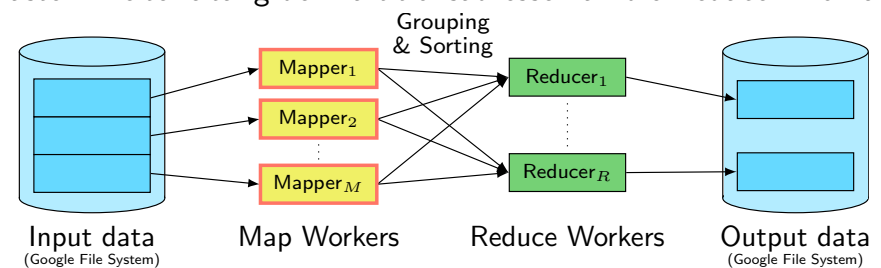 Grouping
& Sorting
Mapper1
Mapper2
MapperM
Reducer1
ReducerR
Input data
(Google File System)
Map Workers
Reduce Workers
Output data
(Google File System)